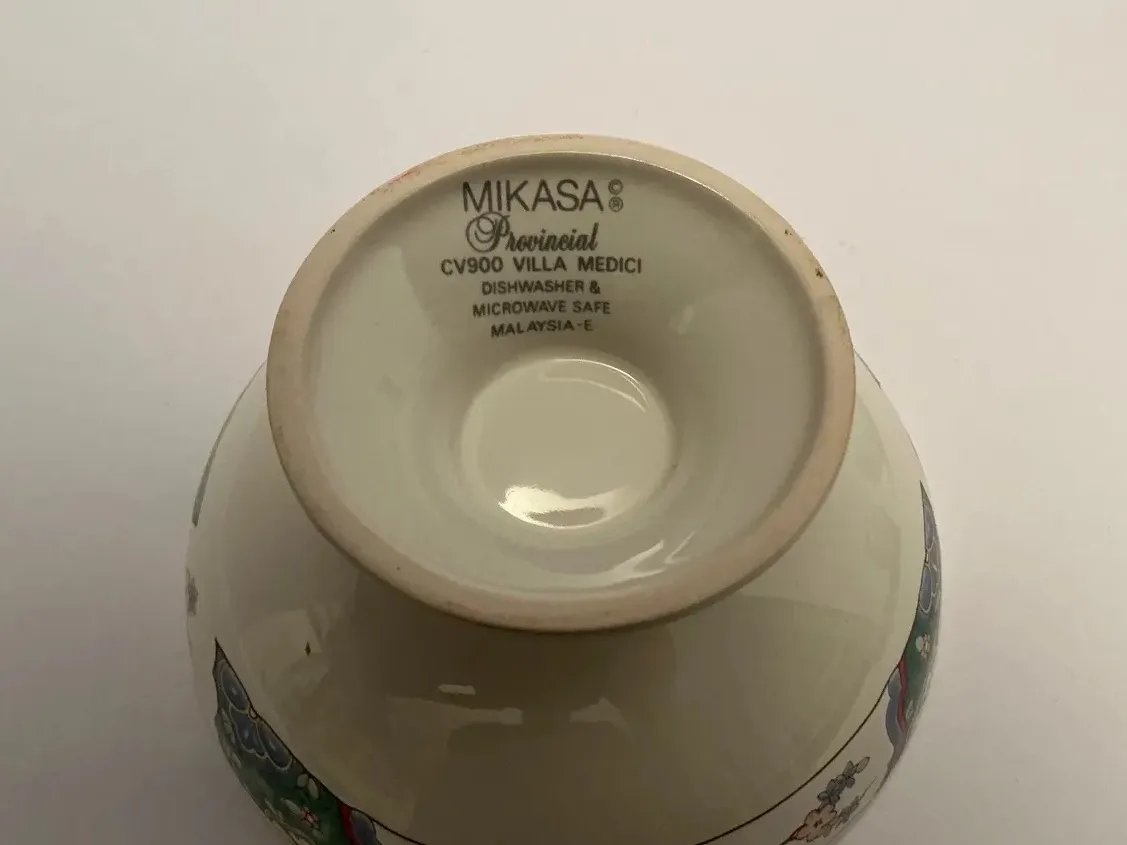 MIKASA©®
Provincial
CV900 VILLA MEDICI
DISHWASHER &
MICROWAVE SAFE
MALAYSIA-E